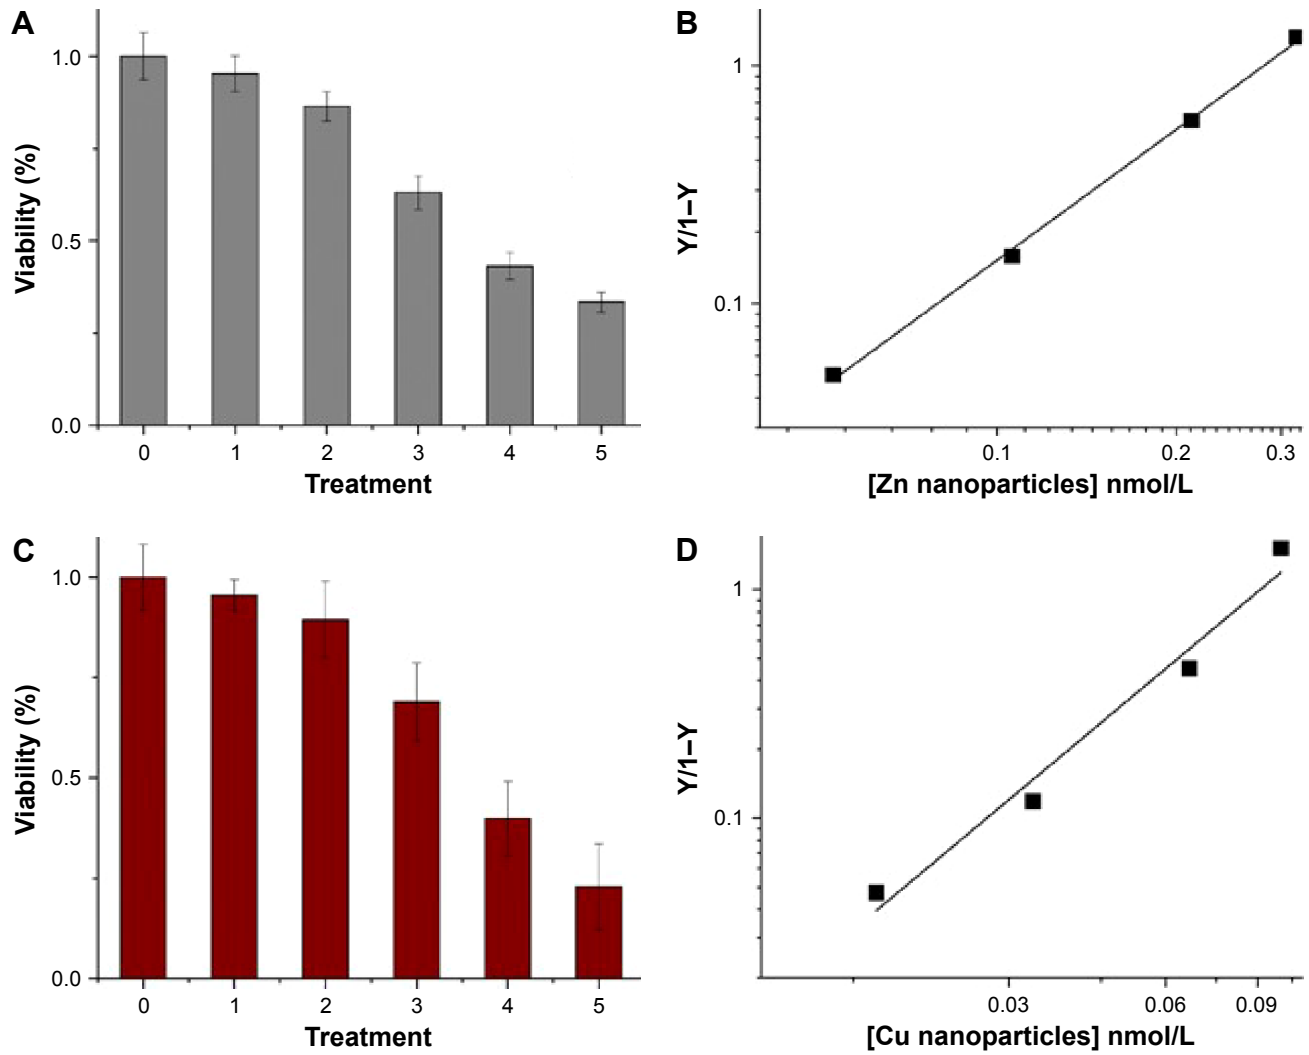 A
Viability (%)
1.0
0.5
0.0
0 1 2 3 4 5
Treatment
B
Y/1–Y
1
0.1
0.1 0.2 0.3
[Zn nanoparticles] nmol/L
C
Viability (%)
1.0
0.5
0.0
0 1 2 3 4 5
Treatment
D
Y/1–Y
1
0.1
0.03 0.06 0.09
[Cu nanoparticles] nmol/L